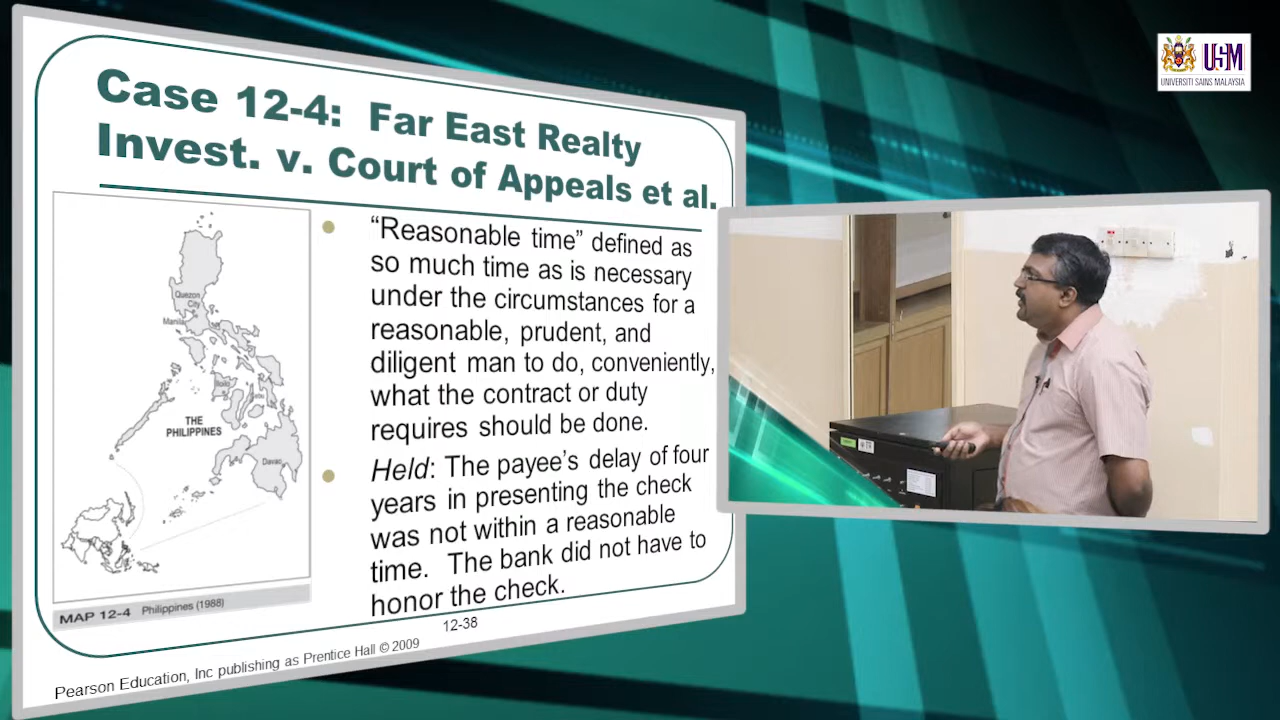 Case 12-4: Far East Realty
Invest. v. Court of Appeals et al.
“Reasonable time” defined as
so much time as is necessary
under the circumstances for a
reasonable, prudent, and
diligent man to do, conveniently,
what the contract or duty
requires should be done.
Held: The payee’s delay of four
years in presenting the check
was not within a reasonable
time. The bank did not have to
honor the check.
Quezon
City
Manila
THE
PHILIPPINES
Davao
MAP 12-4 Philippines (1988)
12-38
Pearson Education, Inc publishing as Prentice Hall © 2009
USM
UNIVERSITI SAINS MALAYSIA